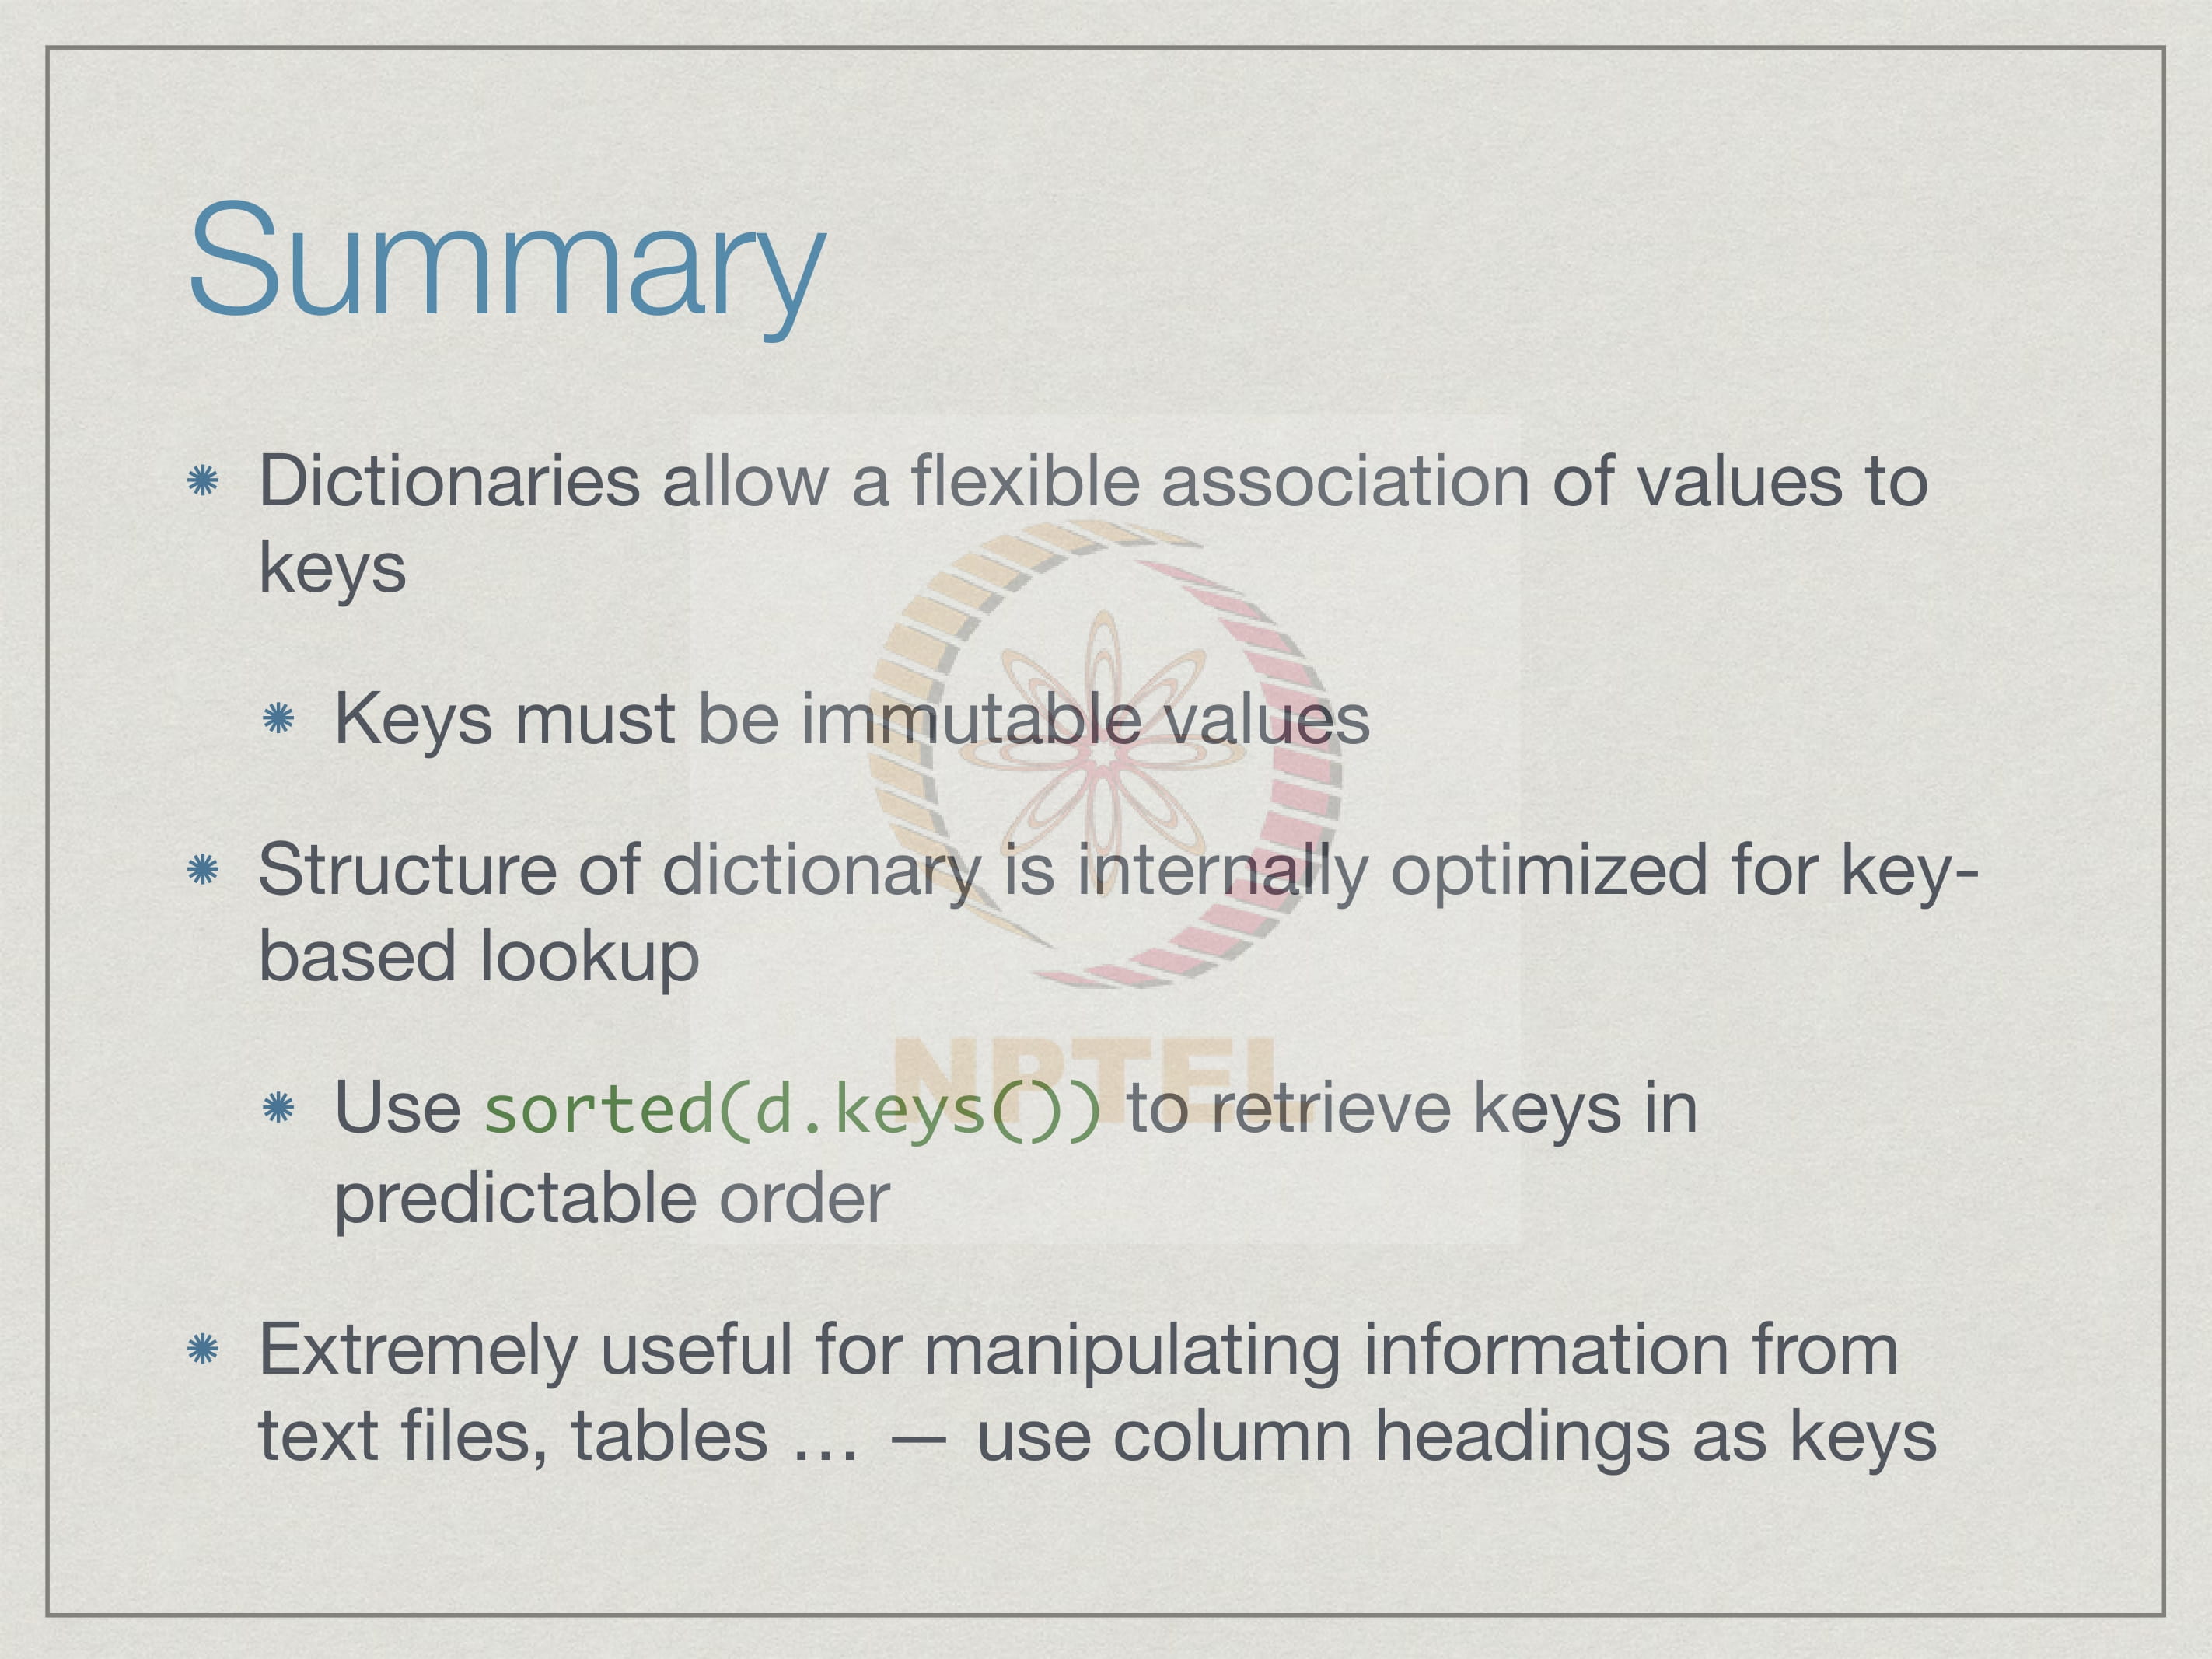 Summary
Dictionaries allow a flexible association of values to
keys
Keys must be immutable values
Structure of dictionary is internally optimized for key-
based lookup
Use sorted(d.keys()) to retrieve keys in
predictable order
Extremely useful for manipulating information from
text files, tables … — use column headings as keys
NPTEL